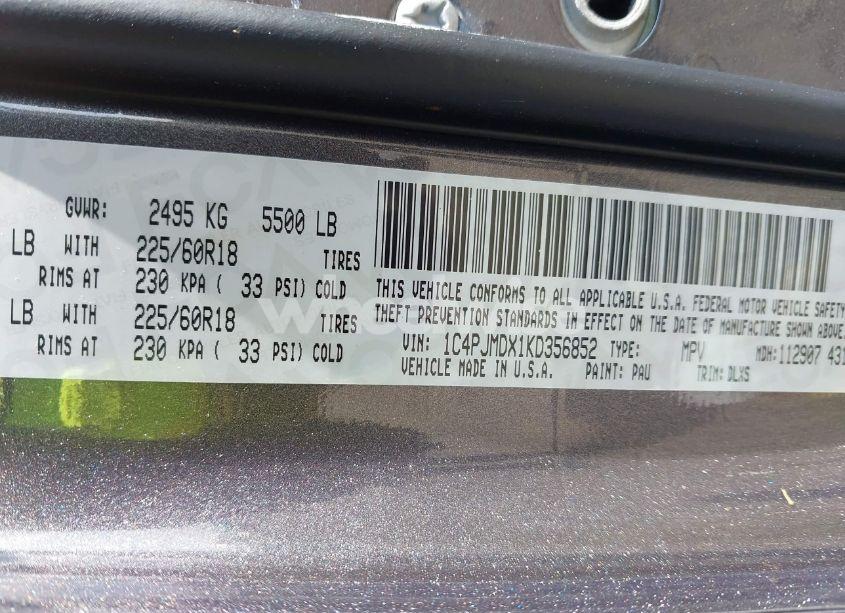 GVWR: 2495 KG 5500 LB
LB WITH 225/60R18 TIRES
RIMS AT 230 KPA ( 33 PSI) COLD
LB WITH 225/60R18 TIRES
RIMS AT 230 KPA ( 33 PSI) COLD
THIS VEHICLE CONFORMS TO ALL APPLICABLE U.S.A. FEDERAL MOTOR VEHICLE SAFETY
THEFT PREVENTION STANDARDS IN EFFECT ON THE DATE OF MANUFACTURE SHOWN ABOVE.
VIN: 1C4PJMDX1KD356852 TYPE: MPV MDH: 112907 431
VEHICLE MADE IN U.S.A. PAINT: PAU TRIM: DLXS